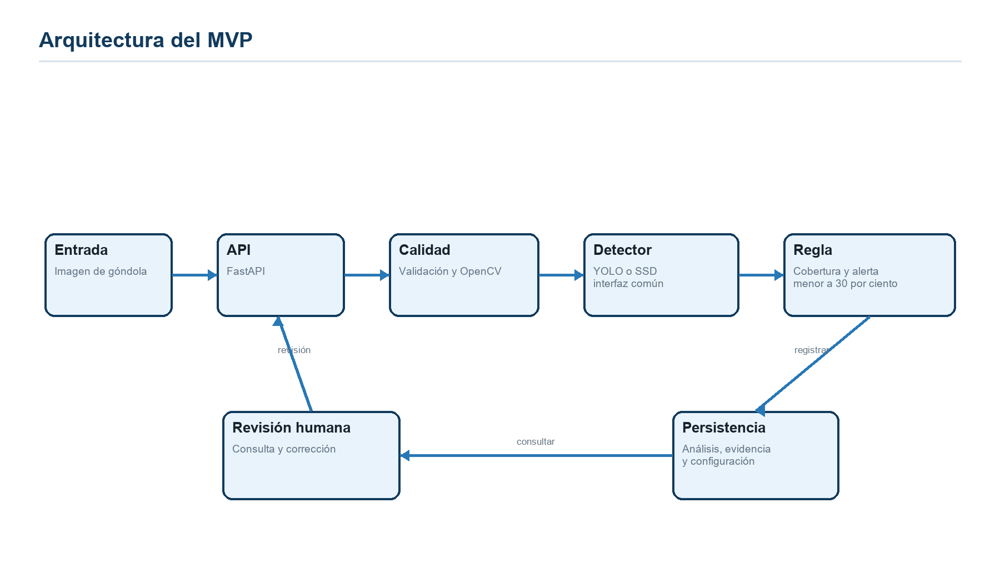 Arquitectura del MVP
Entrada
Imagen de góndola
API
FastAPI
Calidad
Validación y OpenCV
Detector
YOLO o SSD
interfaz común
Regla
Cobertura y alerta
menor a 30 por ciento
revisión
registrar
Revisión humana
Consulta y corrección
consultar
Persistencia
Análisis, evidencia
y configuración